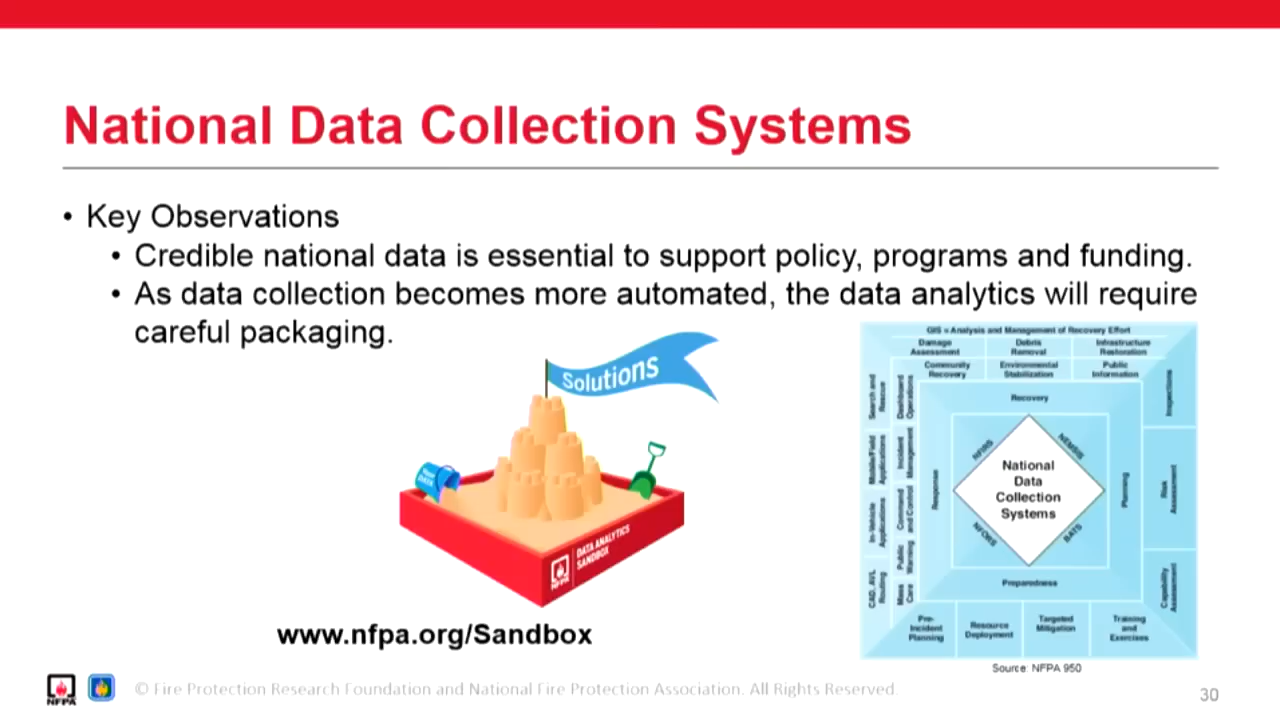 National Data Collection Systems
• Key Observations
• Credible national data is essential to support policy, programs and funding.
• As data collection becomes more automated, the data analytics will require
careful packaging.
Solutions
DATA
DATA ANALYTICS
SANDBOX
NFPA
www.nfpa.org/Sandbox
GIS = Analysis and Management of Recovery Effort
Damage
Assessment
Debris
Removal
Infrastructure
Restoration
Community
Recovery
Environmental
Stabilization
Public
Information
Search and
Rescue
Dashboard
Operations
Mobile/Field
Applications
Incident
Management
In-Vehicle
Applications
Command
and Control
CAD, AVL
Routing
Public
Warning
Mass
Care
Response
Recovery
Planning
Preparedness
Inspections
Risk
Assessment
Capability
Assessment
NFIRS
NEMSIS
NFORS
BATS
National
Data
Collection
Systems
Pre-
Incident
Planning
Resource
Deployment
Targeted
Mitigation
Training
and
Exercises
Source: NFPA 950
NFPA
© Fire Protection Research Foundation and National Fire Protection Association. All Rights Reserved.
30